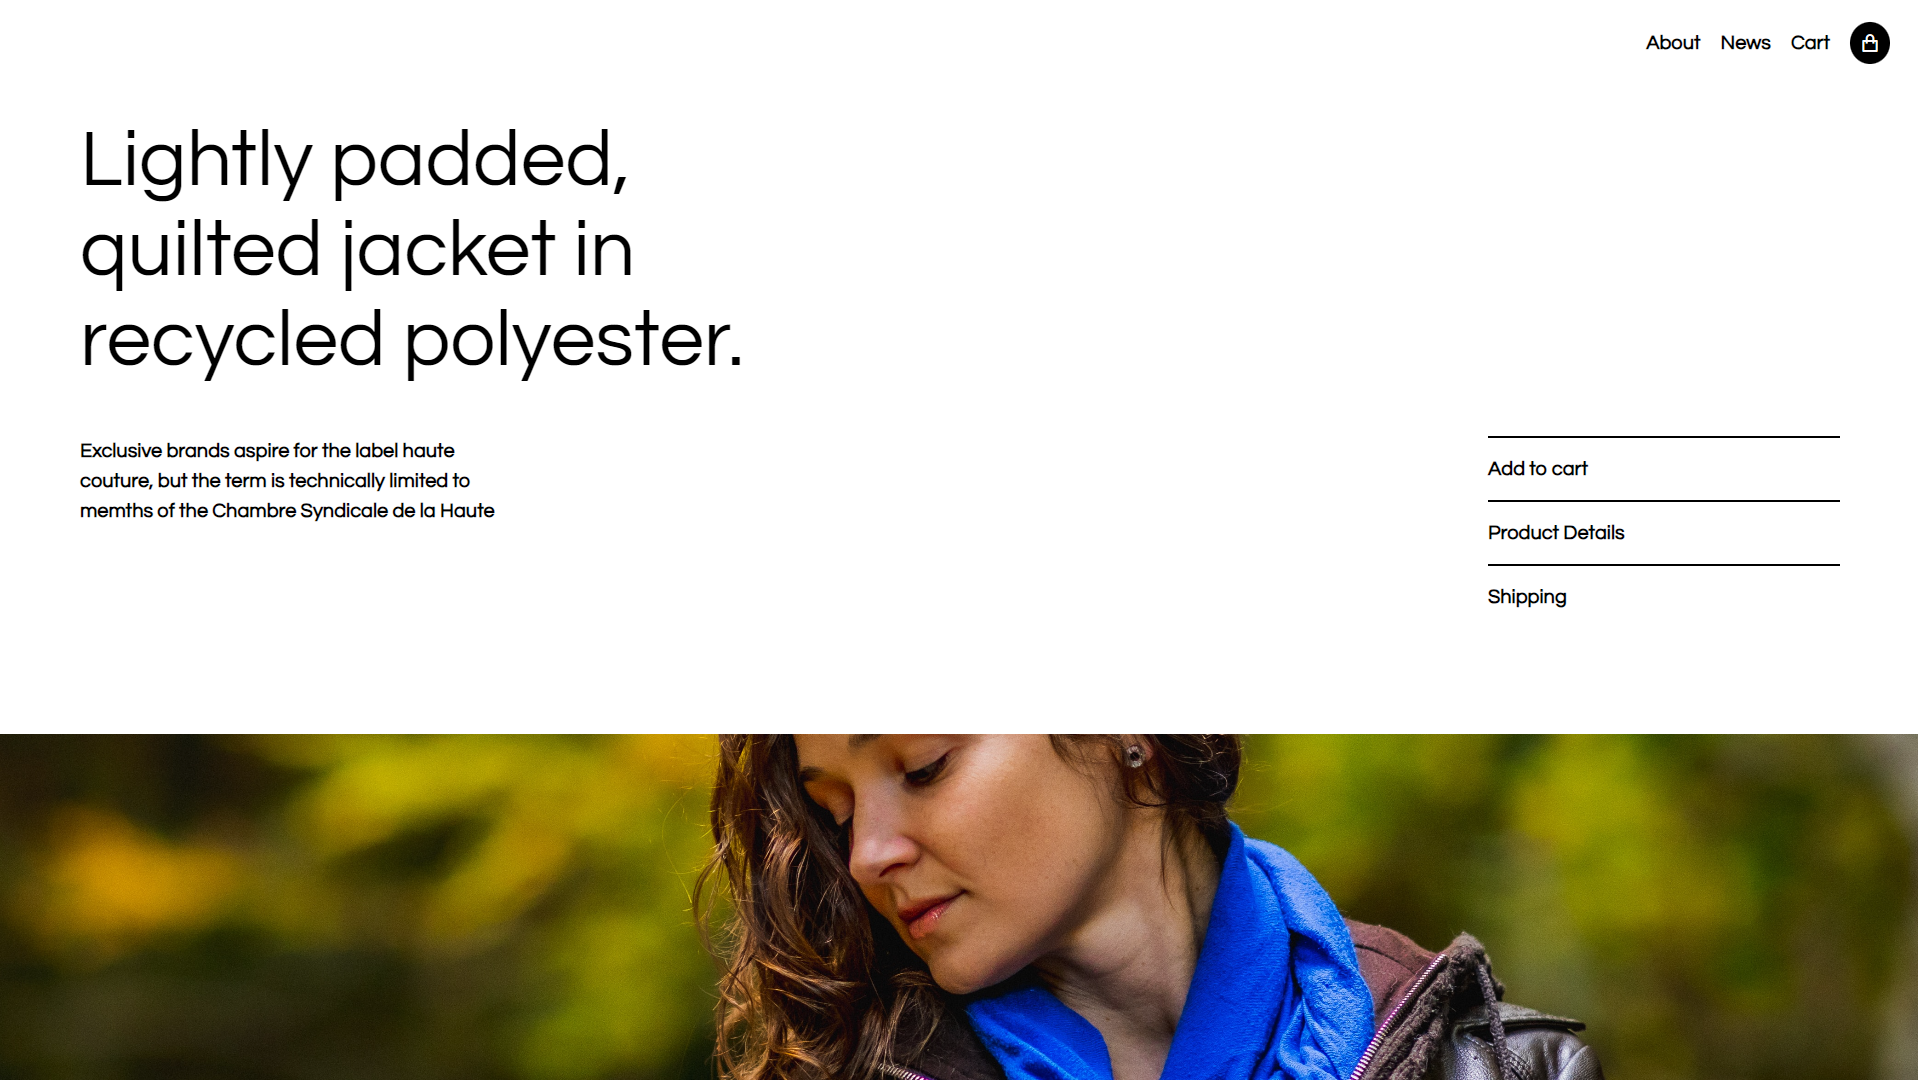 About News Cart
Lightly padded,
quilted jacket in
recycled polyester.
Exclusive brands aspire for the label haute
couture, but the term is technically limited to
memths of the Chambre Syndicale de la Haute
Add to cart
Product Details
Shipping